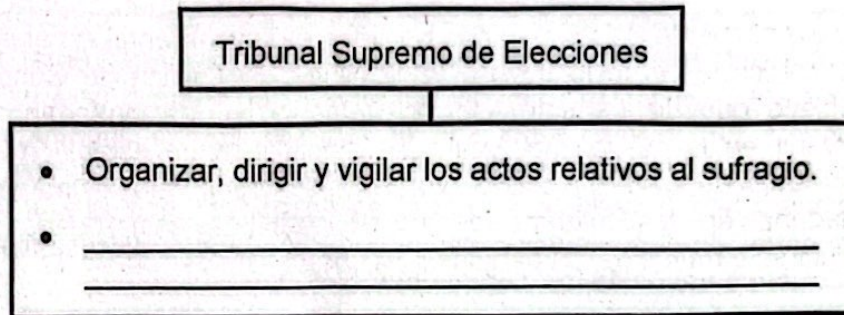 Tribunal Supremo de Elecciones
• Organizar, dirigir y vigilar los actos relativos al sufragio.
•